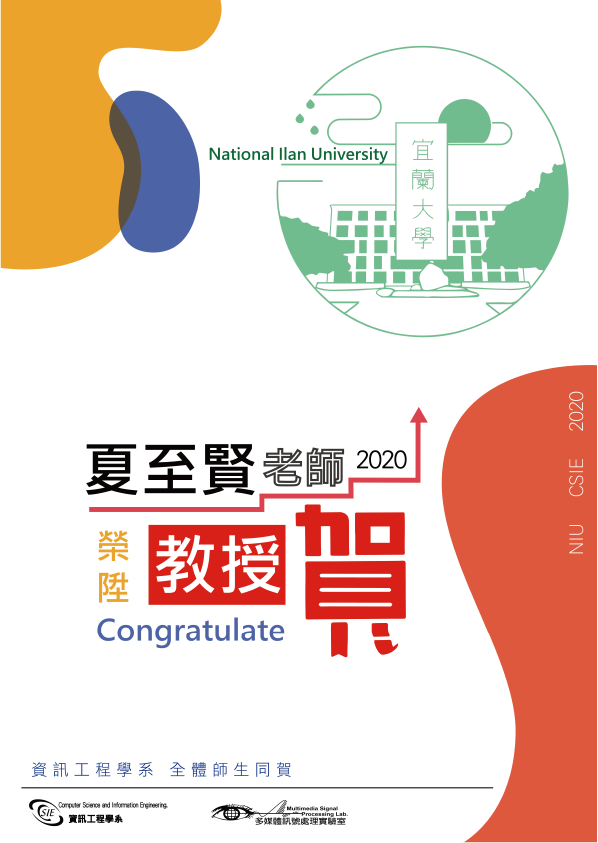 National Ilan University
宜蘭大學
NIU CSIE 2020
夏至賢老師 2020
榮陞
教授
賀
Congratulate
資訊工程學系 全體師生同賀
CSIE
Computer Science and Information Engineering.
資訊工程學系
Multimedia Signal
Processing Lab.
多媒體訊號處理實驗室